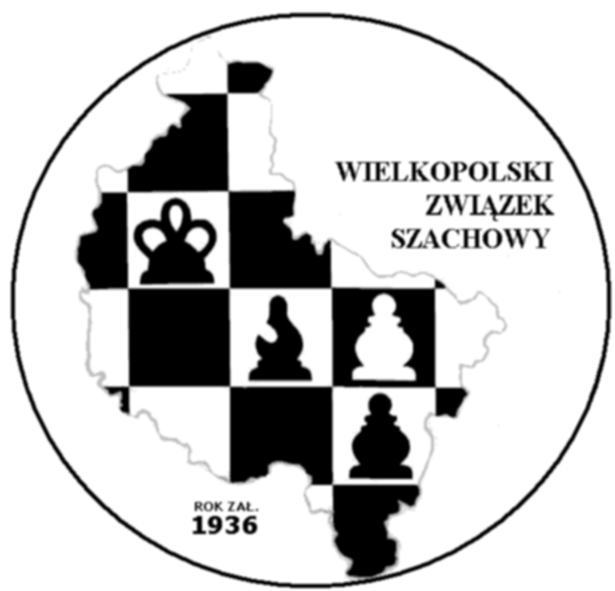 WIELKOPOLSKI
ZWIĄZEK
SZACHOWY
ROK ZAŁ.
1936